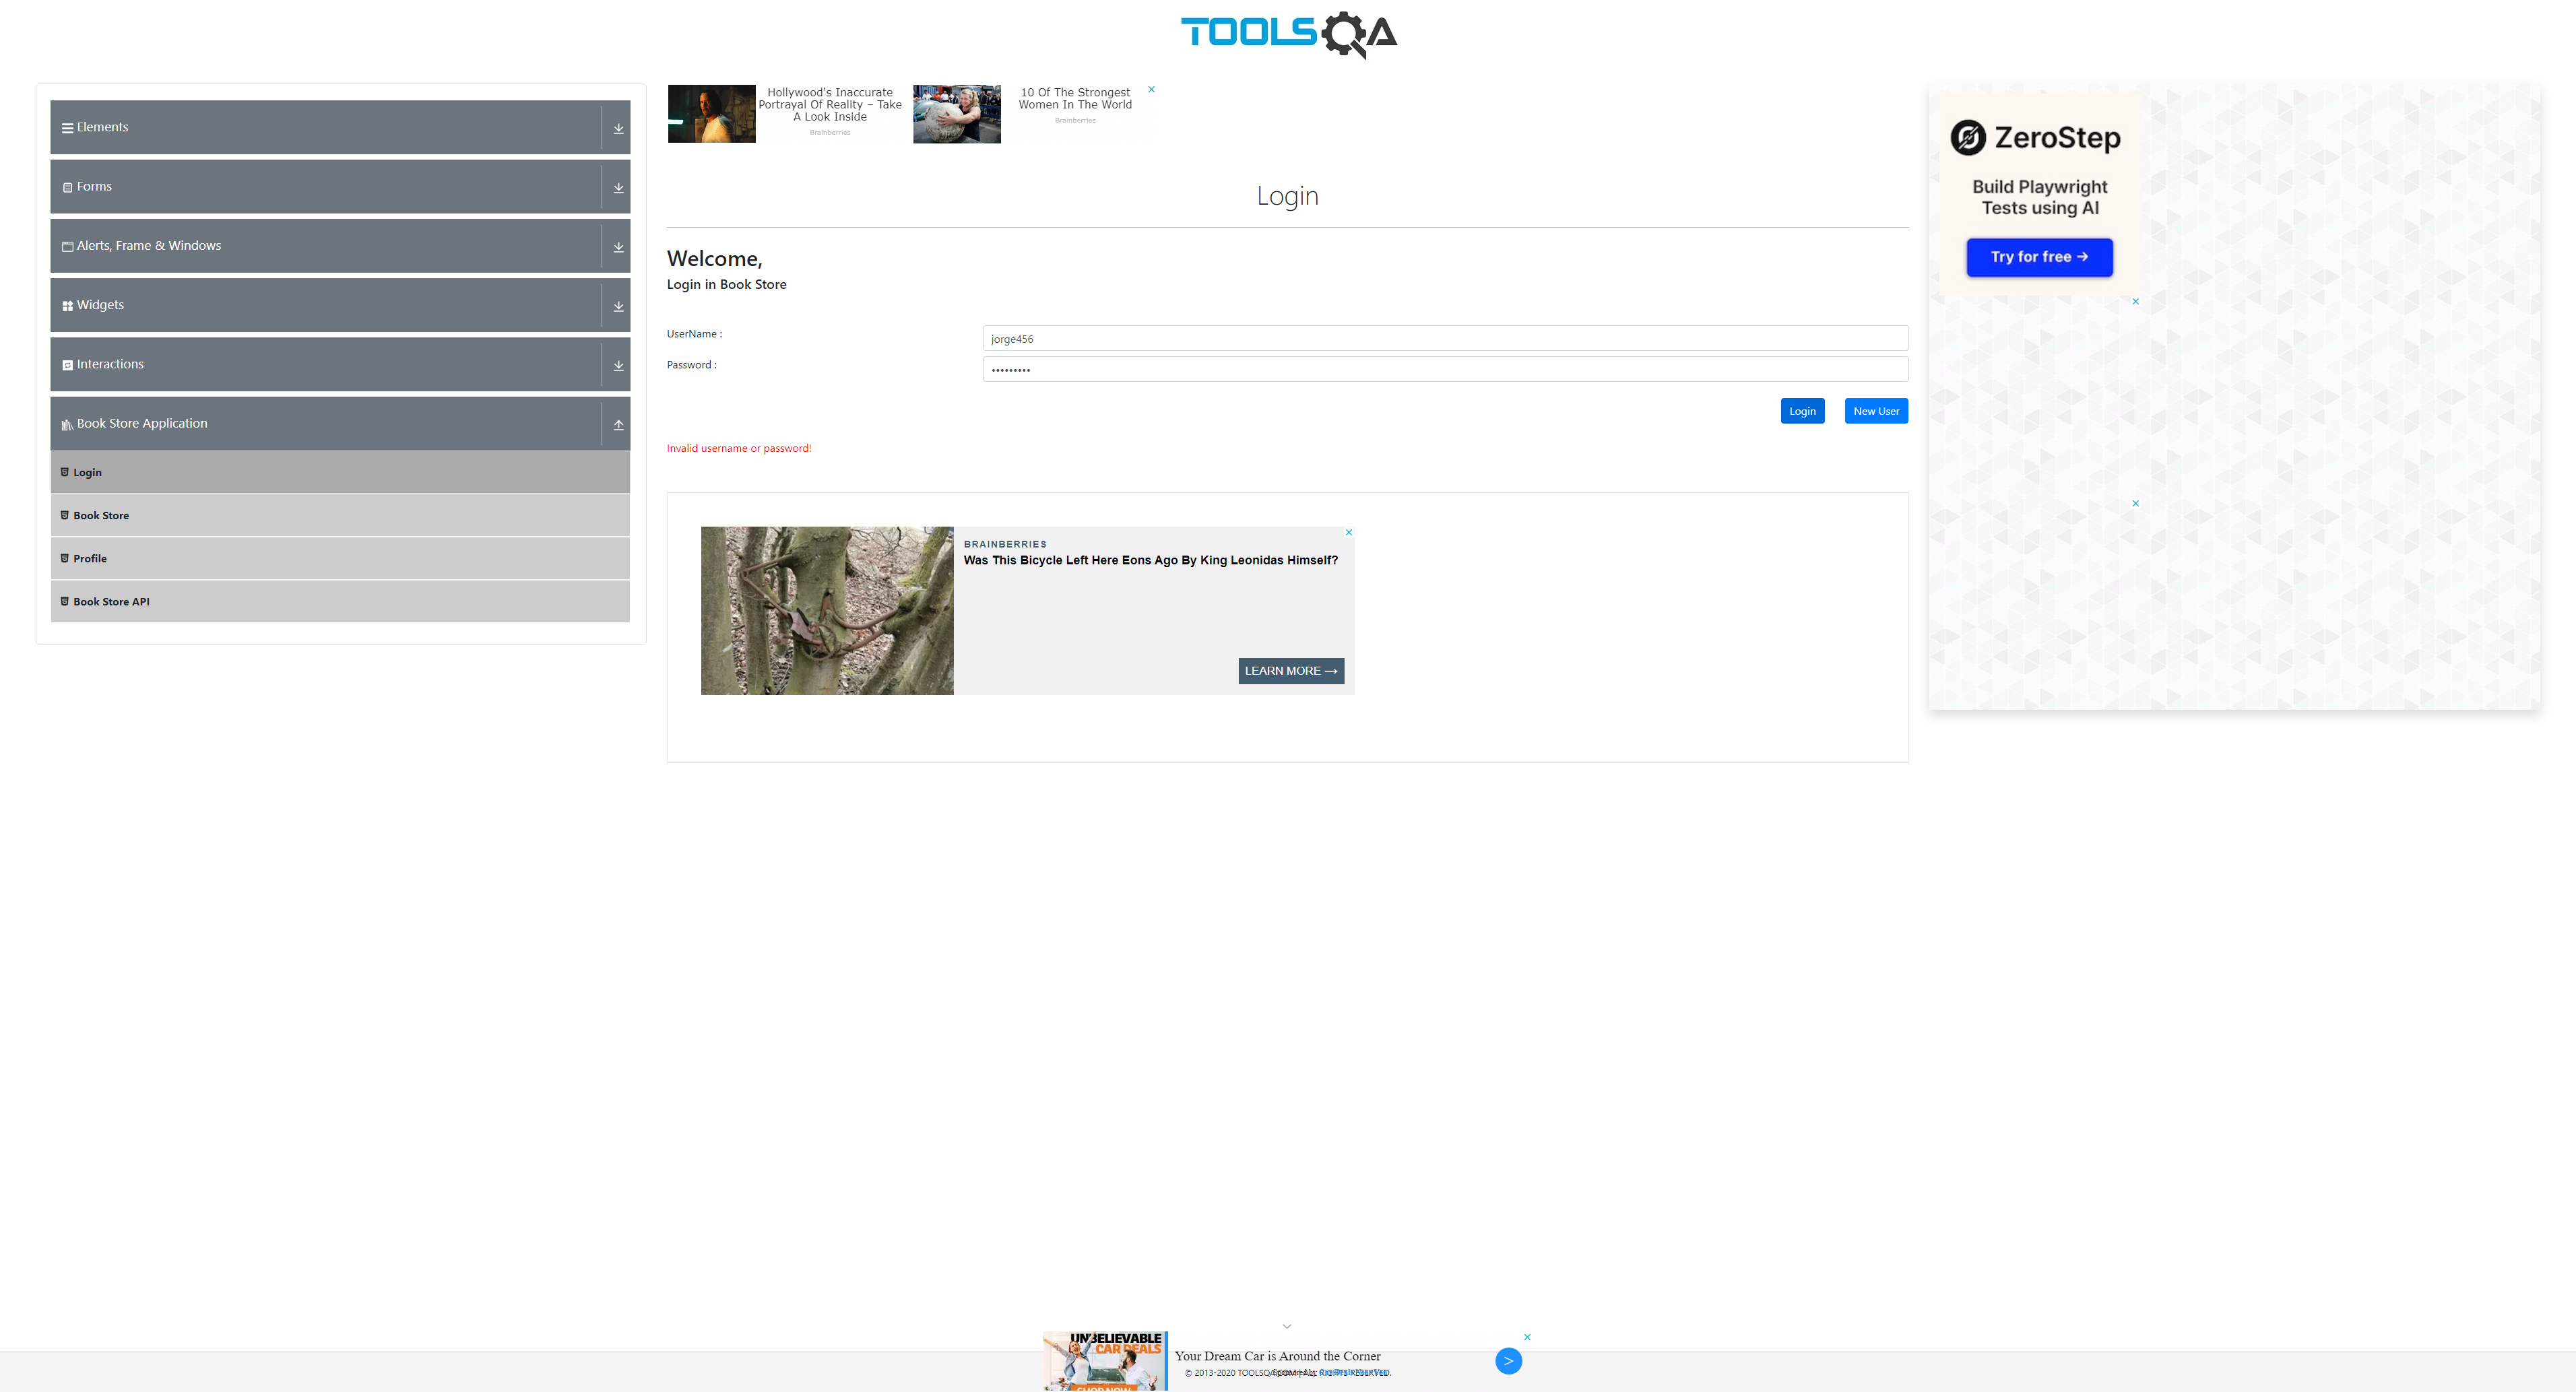 TOOLSQA
Elements
Forms
Alerts, Frame & Windows
Widgets
Interactions
Book Store Application
Login
Book Store
Profile
Book Store API
Hollywood's Inaccurate
Portrayal Of Reality – Take
A Look Inside
Brainberries
10 Of The Strongest
Women In The World
Brainberries
Login
Welcome,
Login in Book Store
UserName :
jorge456
Password :
•••••••••
Login
New User
Invalid username or password!
BRAINBERRIES
Was This Bicycle Left Here Eons Ago By King Leonidas Himself?
LEARN MORE →
ZeroStep
Build Playwright
Tests using AI
Try for free →
UNBELIEVABLE
CAR DEALS
SHOP NOW
Your Dream Car is Around the Corner
© 2013-2020 TOOLSQA.COM | ALL RIGHTS RESERVED.